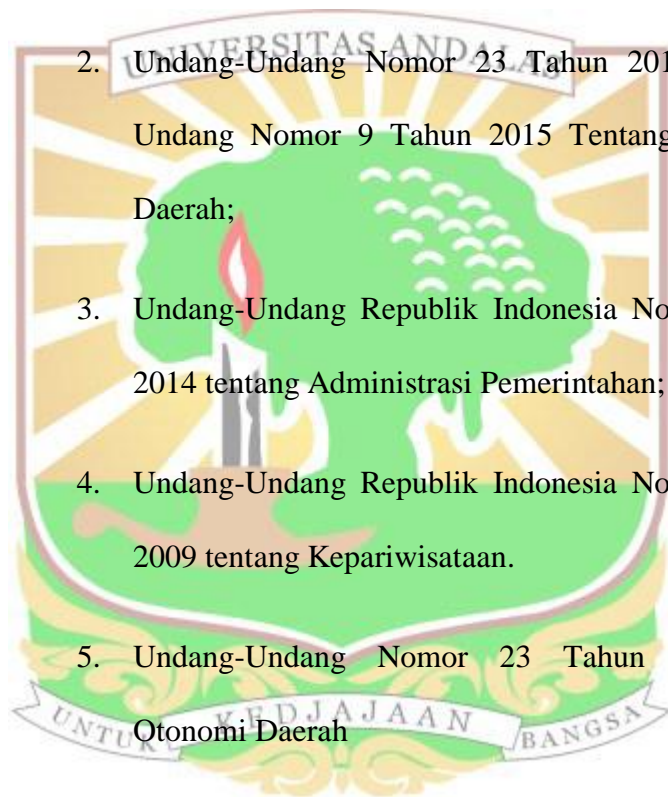 UNIVERSITAS ANDALAS
2. Undang-Undang Nomor 23 Tahun 201
Undang Nomor 9 Tahun 2015 Tentang
Daerah;
3. Undang-Undang Republik Indonesia No
2014 tentang Administrasi Pemerintahan;
4. Undang-Undang Republik Indonesia No
2009 tentang Kepariwisataan.
5. Undang-Undang Nomor 23 Tahun
Otonomi Daerah
UNTUK KEDJAJAAN BANGSA